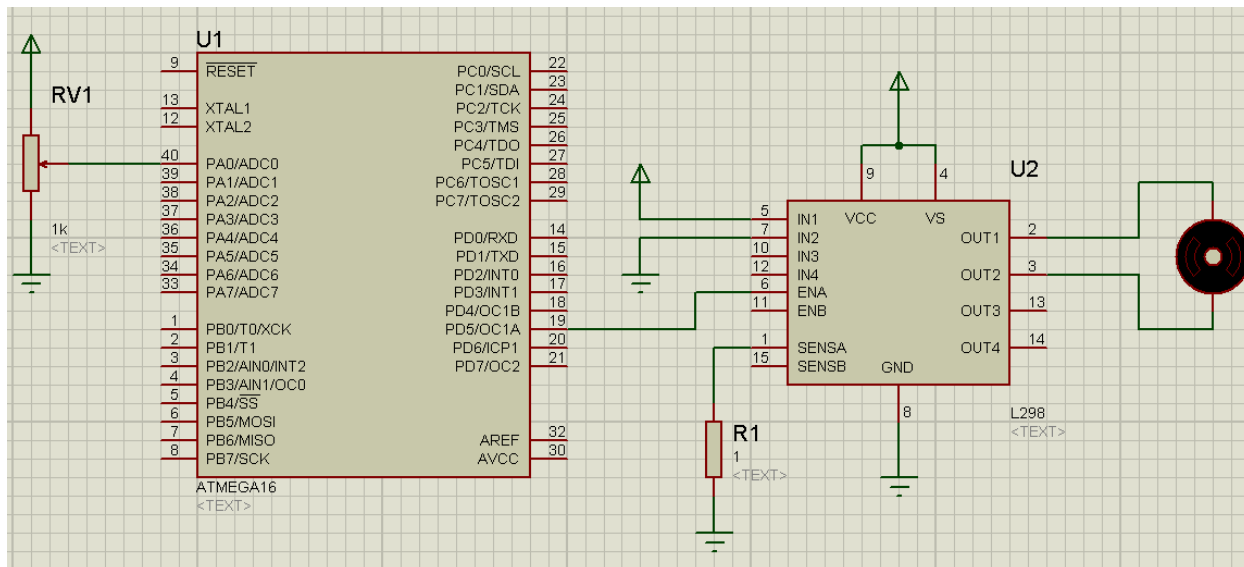 U1
9 RESET PC0/SCL 22
PC1/SDA 23
13 XTAL1 PC2/TCK 24
12 XTAL2 PC3/TMS 25
PC4/TDO 26
40 PA0/ADC0 PC5/TDI 27
39 PA1/ADC1 PC6/TOSC1 28
38 PA2/ADC2 PC7/TOSC2 29
37 PA3/ADC3
36 PA4/ADC4 PD0/RXD 14
35 PA5/ADC5 PD1/TXD 15
34 PA6/ADC6 PD2/INT0 16
33 PA7/ADC7 PD3/INT1 17
PD4/OC1B 18
1 PB0/T0/XCK PD5/OC1A 19
2 PB1/T1 PD6/ICP1 20
3 PB2/AIN0/INT2 PD7/OC2 21
4 PB3/AIN1/OC0
5 PB4/SS
6 PB5/MOSI
7 PB6/MISO AREF 32
8 PB7/SCK AVCC 30
ATMEGA16
<TEXT>
RV1
1k
<TEXT>
U2
9 4
VCC VS
5 IN1
7 IN2 OUT1 2
10 IN3
12 IN4 OUT2 3
6 ENA
11 ENB OUT3 13
1 SENSA OUT4 14
15 SENSB
GND
8
L298
<TEXT>
R1
1
<TEXT>